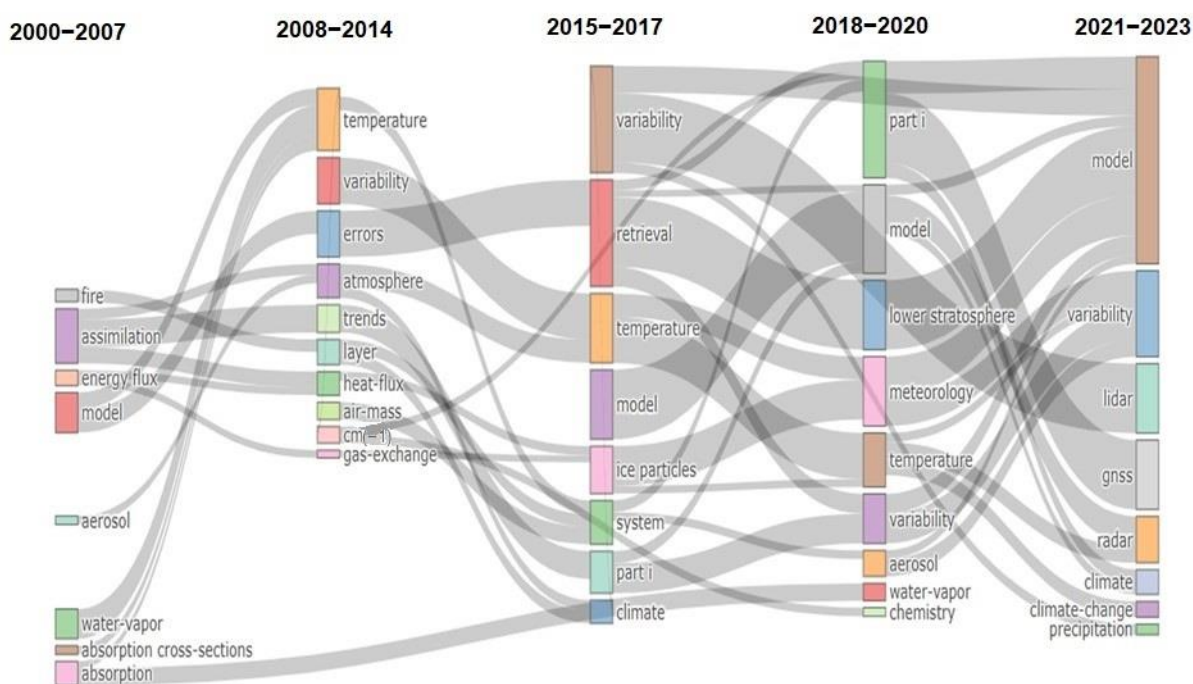 2000−2007
2008−2014
2015−2017
2018−2020
2021−2023
fire
assimilation
energy flux
model
aerosol
water-vapor
absorption cross-sections
absorption
temperature
variability
errors
atmosphere
trends
layer
heat-flux
air-mass
cm(−1)
gas-exchange
variability
retrieval
temperature
model
ice particles
system
part i
climate
part i
model
lower stratosphere
meteorology
temperature
variability
aerosol
water-vapor
chemistry
model
variability
lidar
gnss
radar
climate
climate-change
precipitation